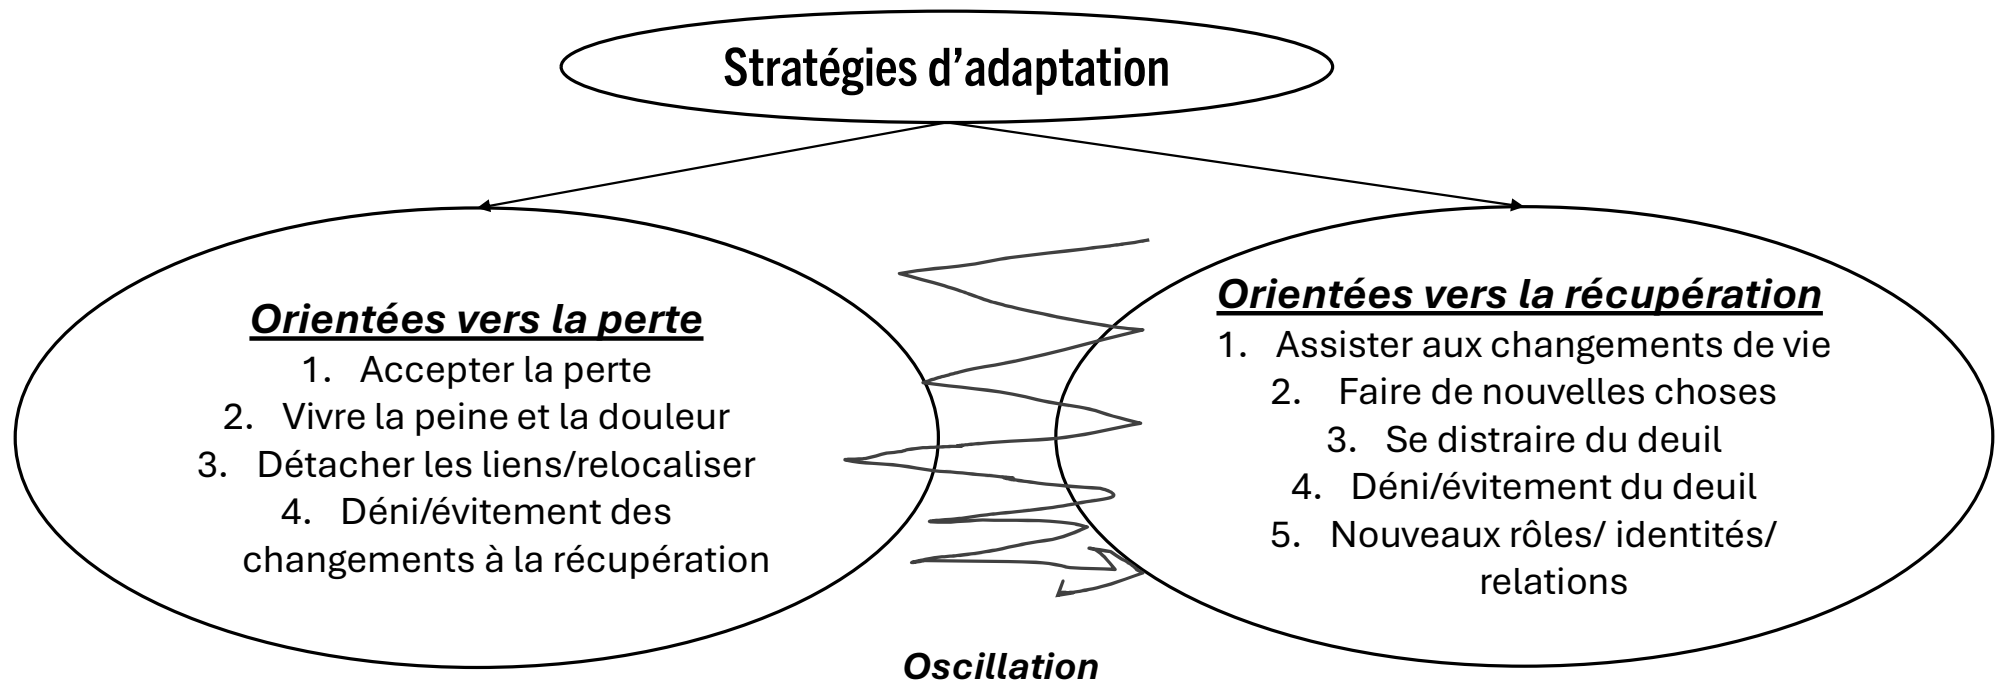 Stratégies d'adaptation
Orientées vers la perte
1. Accepter la perte
2. Vivre la peine et la douleur
3. Détacher les liens/relocaliser
4. Déni/évitement des
changements à la récupération
Orientées vers la récupération
1. Assister aux changements de vie
2. Faire de nouvelles choses
3. Se distraire du deuil
4. Déni/évitement du deuil
5. Nouveaux rôles/ identités/
relations
Oscillation